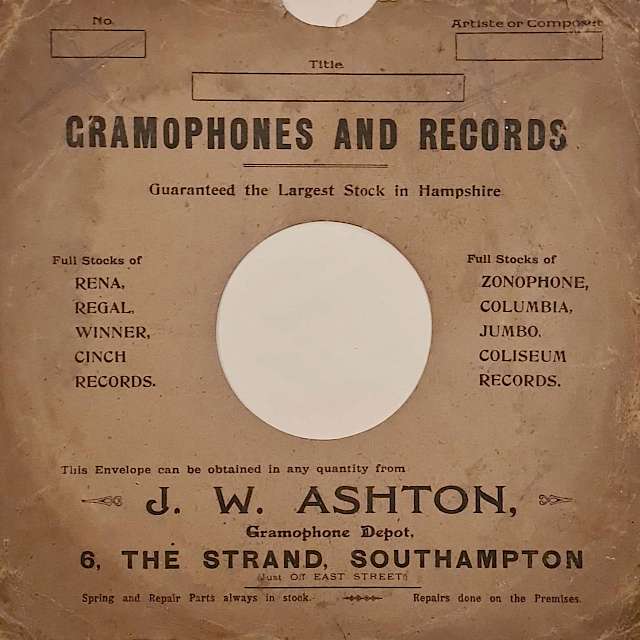 No.
Artiste or Composer
Title
GRAMOPHONES AND RECORDS
Guaranteed the Largest Stock in Hampshire
Full Stocks of
RENA,
REGAL,
WINNER,
CINCH
RECORDS.
Full Stocks of
ZONOPHONE,
COLUMBIA,
JUMBO,
COLISEUM
RECORDS.
This Envelope can be obtained in any quantity from
J. W. ASHTON,
Gramophone Depot,
6, THE STRAND, SOUTHAMPTON
(Just Off EAST STREET)
Spring and Repair Parts always in stock. Repairs done on the Premises.